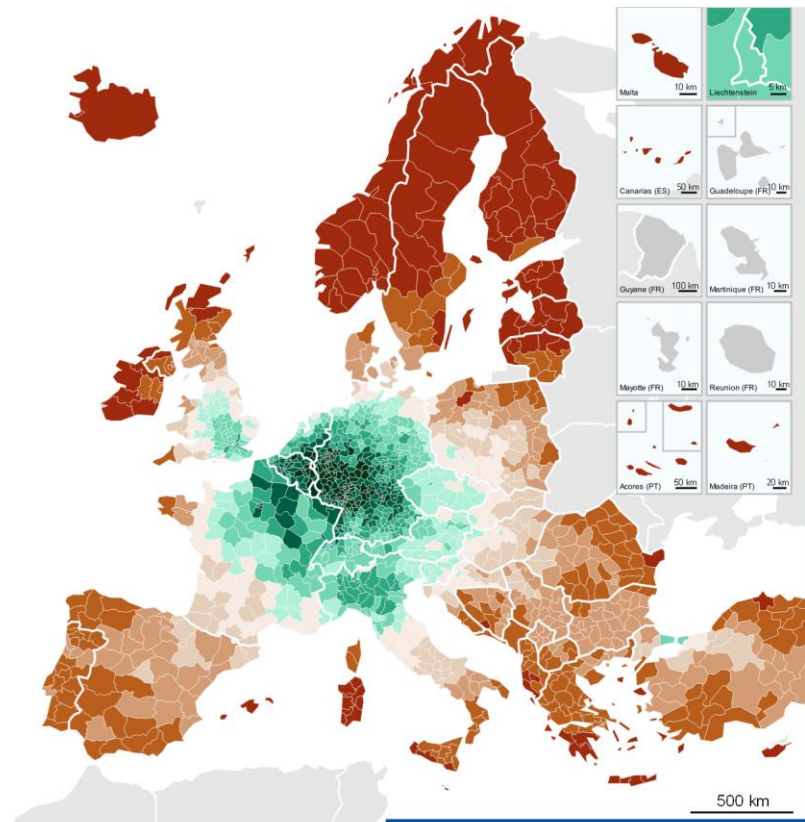 Malta
10 km
Liechtenstein
5 km
Canarias (ES)
50 km
Guadeloupe (FR)
10 km
Guyane (FR)
100 km
Martinique (FR)
10 km
Mayotte (FR)
10 km
Reunion (FR)
10 km
Acores (PT)
50 km
Madeira (PT)
20 km
500 km